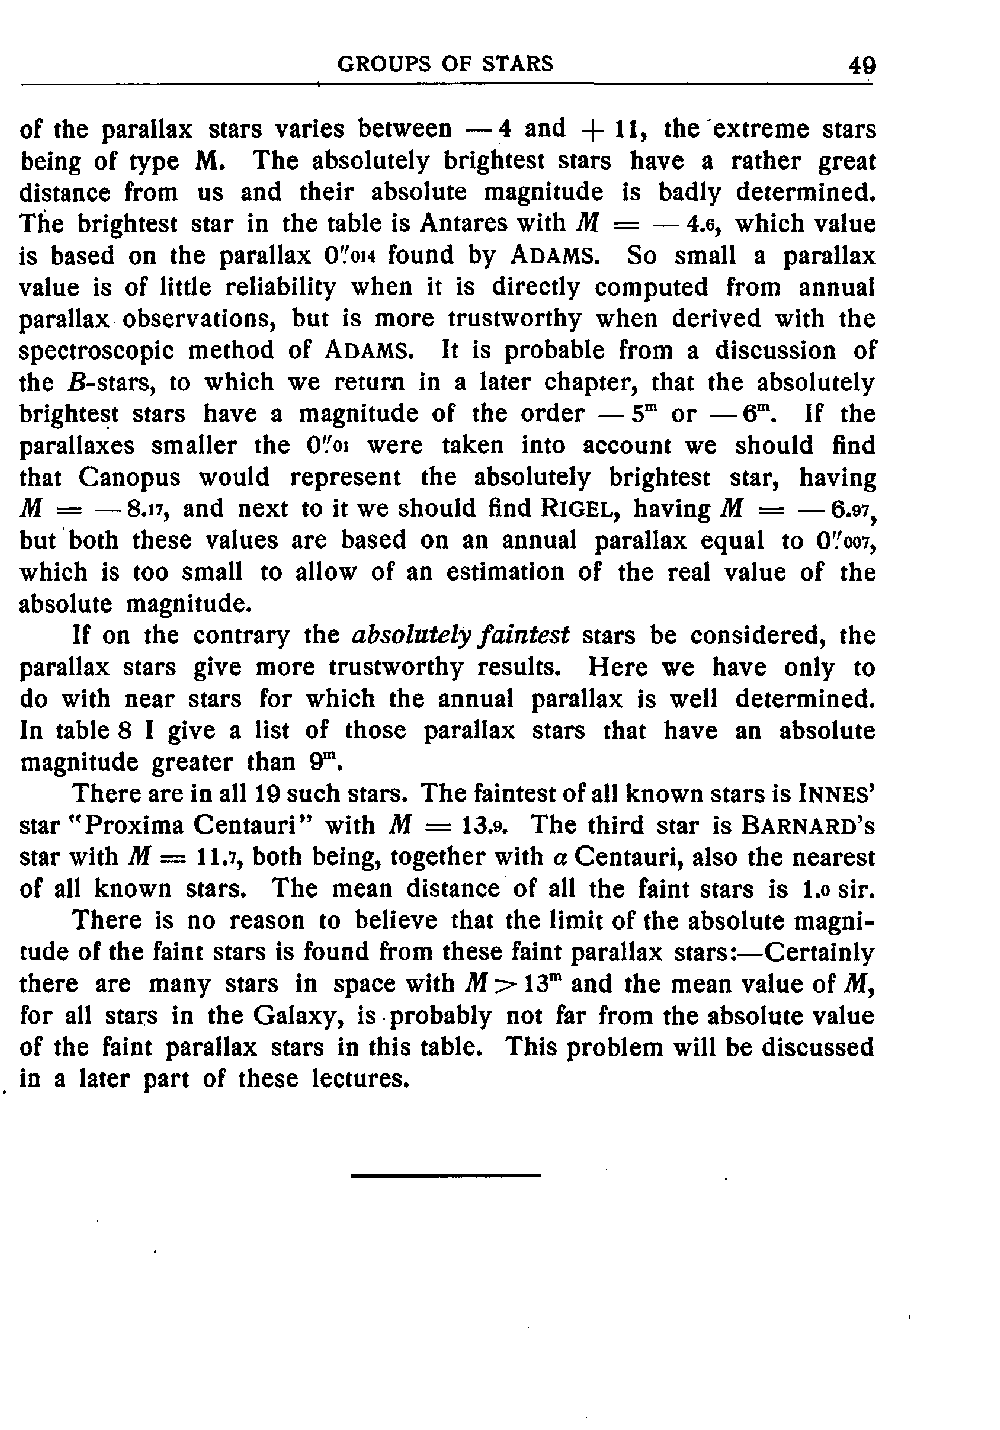 GROUPS OF STARS 49
of the parallax stars varies between — 4 and + 11, the extreme stars
being of type M. The absolutely brightest stars have a rather great
distance from us and their absolute magnitude is badly determined.
The brightest star in the table is Antares with M = — 4.6, which value
is based on the parallax 0″.014 found by ADAMS. So small a parallax
value is of little reliability when it is directly computed from annual
parallax observations, but is more trustworthy when derived with the
spectroscopic method of ADAMS. It is probable from a discussion of
the B-stars, to which we return in a later chapter, that the absolutely
brightest stars have a magnitude of the order — 5ᵐ or — 6ᵐ. If the
parallaxes smaller the 0″.01 were taken into account we should find
that Canopus would represent the absolutely brightest star, having
M = — 8.17, and next to it we should find RIGEL, having M = — 6.97,
but both these values are based on an annual parallax equal to 0″.007,
which is too small to allow of an estimation of the real value of the
absolute magnitude.
If on the contrary the absolutely faintest stars be considered, the
parallax stars give more trustworthy results. Here we have only to
do with near stars for which the annual parallax is well determined.
In table 8 I give a list of those parallax stars that have an absolute
magnitude greater than 9ᵐ.
There are in all 19 such stars. The faintest of all known stars is INNES'
star "Proxima Centauri" with M = 13.9. The third star is BARNARD's
star with M = 11.7, both being, together with α Centauri, also the nearest
of all known stars. The mean distance of all the faint stars is 1.0 sir.
There is no reason to believe that the limit of the absolute magni-
tude of the faint stars is found from these faint parallax stars:—Certainly
there are many stars in space with M > 13ᵐ and the mean value of M,
for all stars in the Galaxy, is probably not far from the absolute value
of the faint parallax stars in this table. This problem will be discussed
in a later part of these lectures.